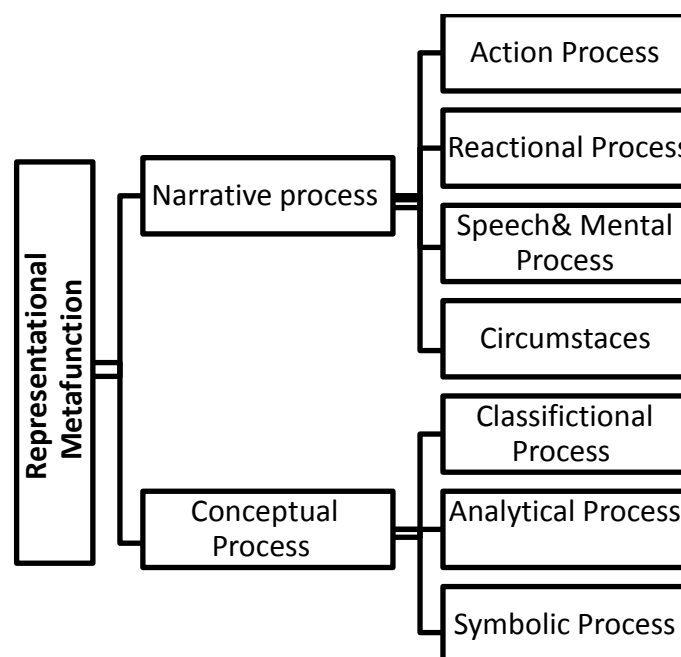 Representational
Metafunction
Narrative process
Action Process
Reactional Process
Speech& Mental
Process
Circumstaces
Conceptual
Process
Classifictional
Process
Analytical Process
Symbolic Process